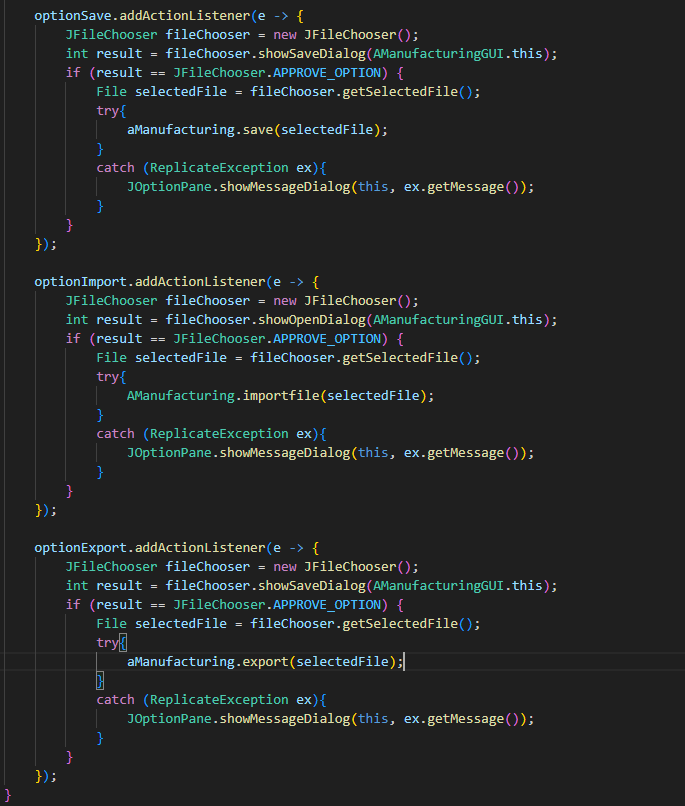 optionSave.addActionListener(e -> {
    JFileChooser fileChooser = new JFileChooser();
    int result = fileChooser.showSaveDialog(AManufacturingGUI.this);
    if (result == JFileChooser.APPROVE_OPTION) {
        File selectedFile = fileChooser.getSelectedFile();
        try{
            aManufacturing.save(selectedFile);
        }
        catch (ReplicateException ex){
            JOptionPane.showMessageDialog(this, ex.getMessage());
        }
    }
});

optionImport.addActionListener(e -> {
    JFileChooser fileChooser = new JFileChooser();
    int result = fileChooser.showOpenDialog(AManufacturingGUI.this);
    if (result == JFileChooser.APPROVE_OPTION) {
        File selectedFile = fileChooser.getSelectedFile();
        try{
            AManufacturing.importfile(selectedFile);
        }
        catch (ReplicateException ex){
            JOptionPane.showMessageDialog(this, ex.getMessage());
        }
    }
});

optionExport.addActionListener(e -> {
    JFileChooser fileChooser = new JFileChooser();
    int result = fileChooser.showSaveDialog(AManufacturingGUI.this);
    if (result == JFileChooser.APPROVE_OPTION) {
        File selectedFile = fileChooser.getSelectedFile();
        try{
            aManufacturing.export(selectedFile);
        }
        catch (ReplicateException ex){
            JOptionPane.showMessageDialog(this, ex.getMessage());
        }
    }
});
}